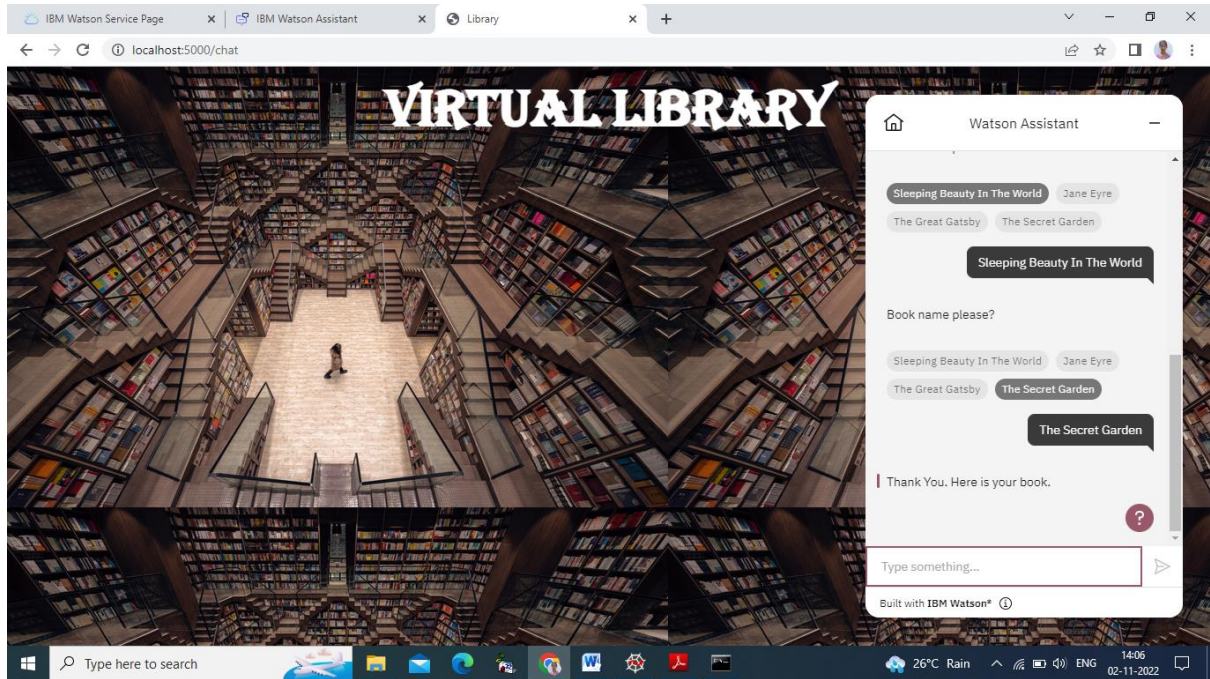 IBM Watson Service Page
IBM Watson Assistant
Library
localhost:5000/chat
VIRTUAL LIBRARY
Watson Assistant
Sleeping Beauty In The World Jane Eyre
The Great Gatsby The Secret Garden
Sleeping Beauty In The World
Book name please?
Sleeping Beauty In The World Jane Eyre
The Great Gatsby The Secret Garden
The Secret Garden
Thank You. Here is your book.
?
Type something...
Built with IBM Watson®
Type here to search
26°C Rain
ENG
14:06
02-11-2022